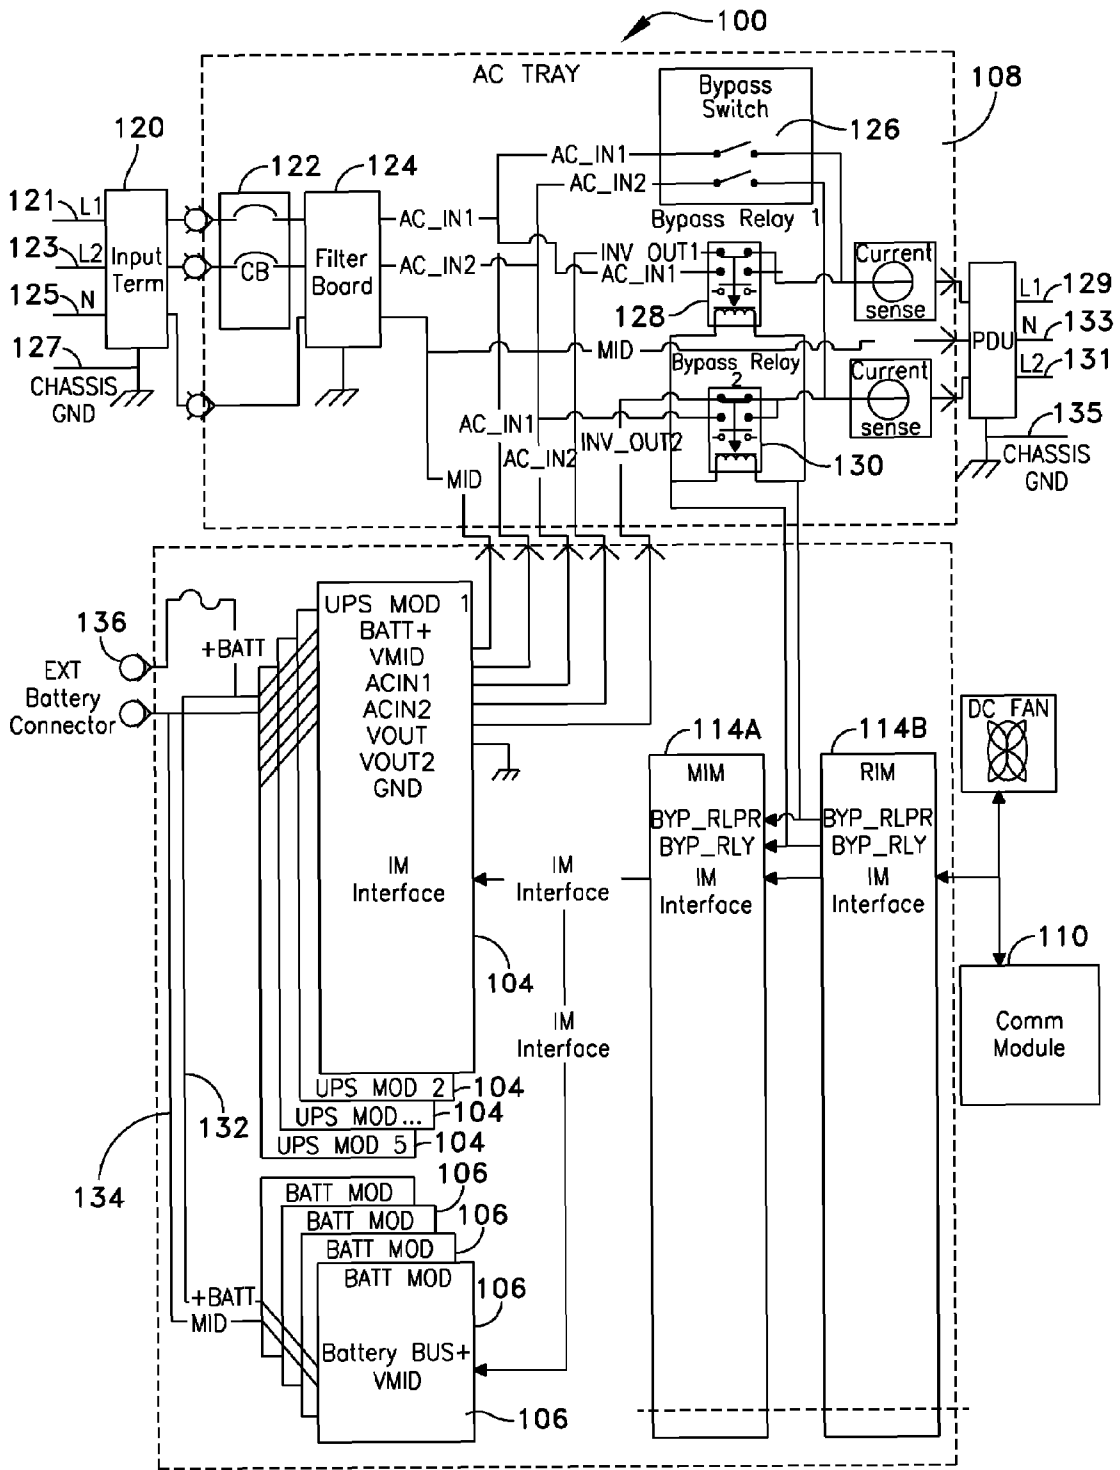 100
AC TRAY
Bypass
Switch
126
108
120
122
124
121
L1
123
L2
125
N
127
CHASSIS
GND
Input
Term
CB
Filter
Board
AC_IN1
AC_IN2
AC_IN1
AC_IN2
Bypass Relay 1
INV_OUT1
AC_IN1
128
MID
Bypass Relay
2
AC_IN1
INV_OUT2
AC_IN2
130
MID
Current
sense
Current
sense
PDU
L1
129
N
133
L2
131
135
CHASSIS
GND
136
EXT
Battery
Connector
+BATT
UPS MOD 1
BATT+
VMID
ACIN1
ACIN2
VOUT
VOUT2
GND
IM
Interface
104
IM
Interface
IM
Interface
114A
MIM
BYP_RLPR
BYP_RLY
IM
Interface
114B
RIM
BYP_RLPR
BYP_RLY
IM
Interface
DC FAN
110
Comm
Module
UPS MOD 2
104
UPS MOD...
104
UPS MOD 5
104
132
134
BATT MOD
106
BATT MOD
106
BATT MOD
BATT MOD
106
+BATT
MID
Battery BUS+
VMID
106